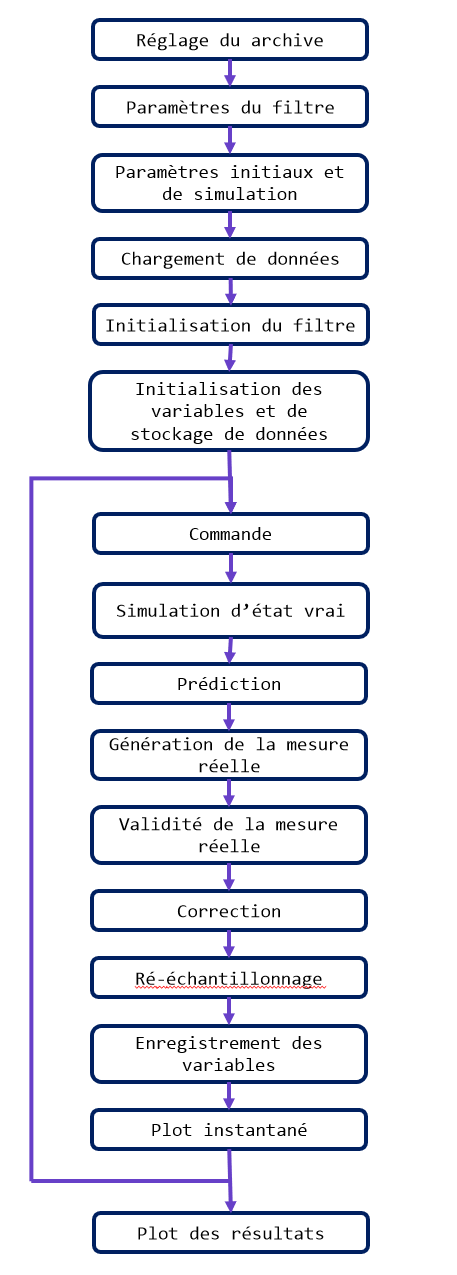 Réglage du archive
Paramètres du filtre
Paramètres initiaux et
de simulation
Chargement de données
Initialisation du filtre
Initialisation des
variables et de
stockage de données
Commande
Simulation d’état vrai
Prédiction
Génération de la mesure
réelle
Validité de la mesure
réelle
Correction
Ré-échantillonnage
Enregistrement des
variables
Plot instantané
Plot des résultats